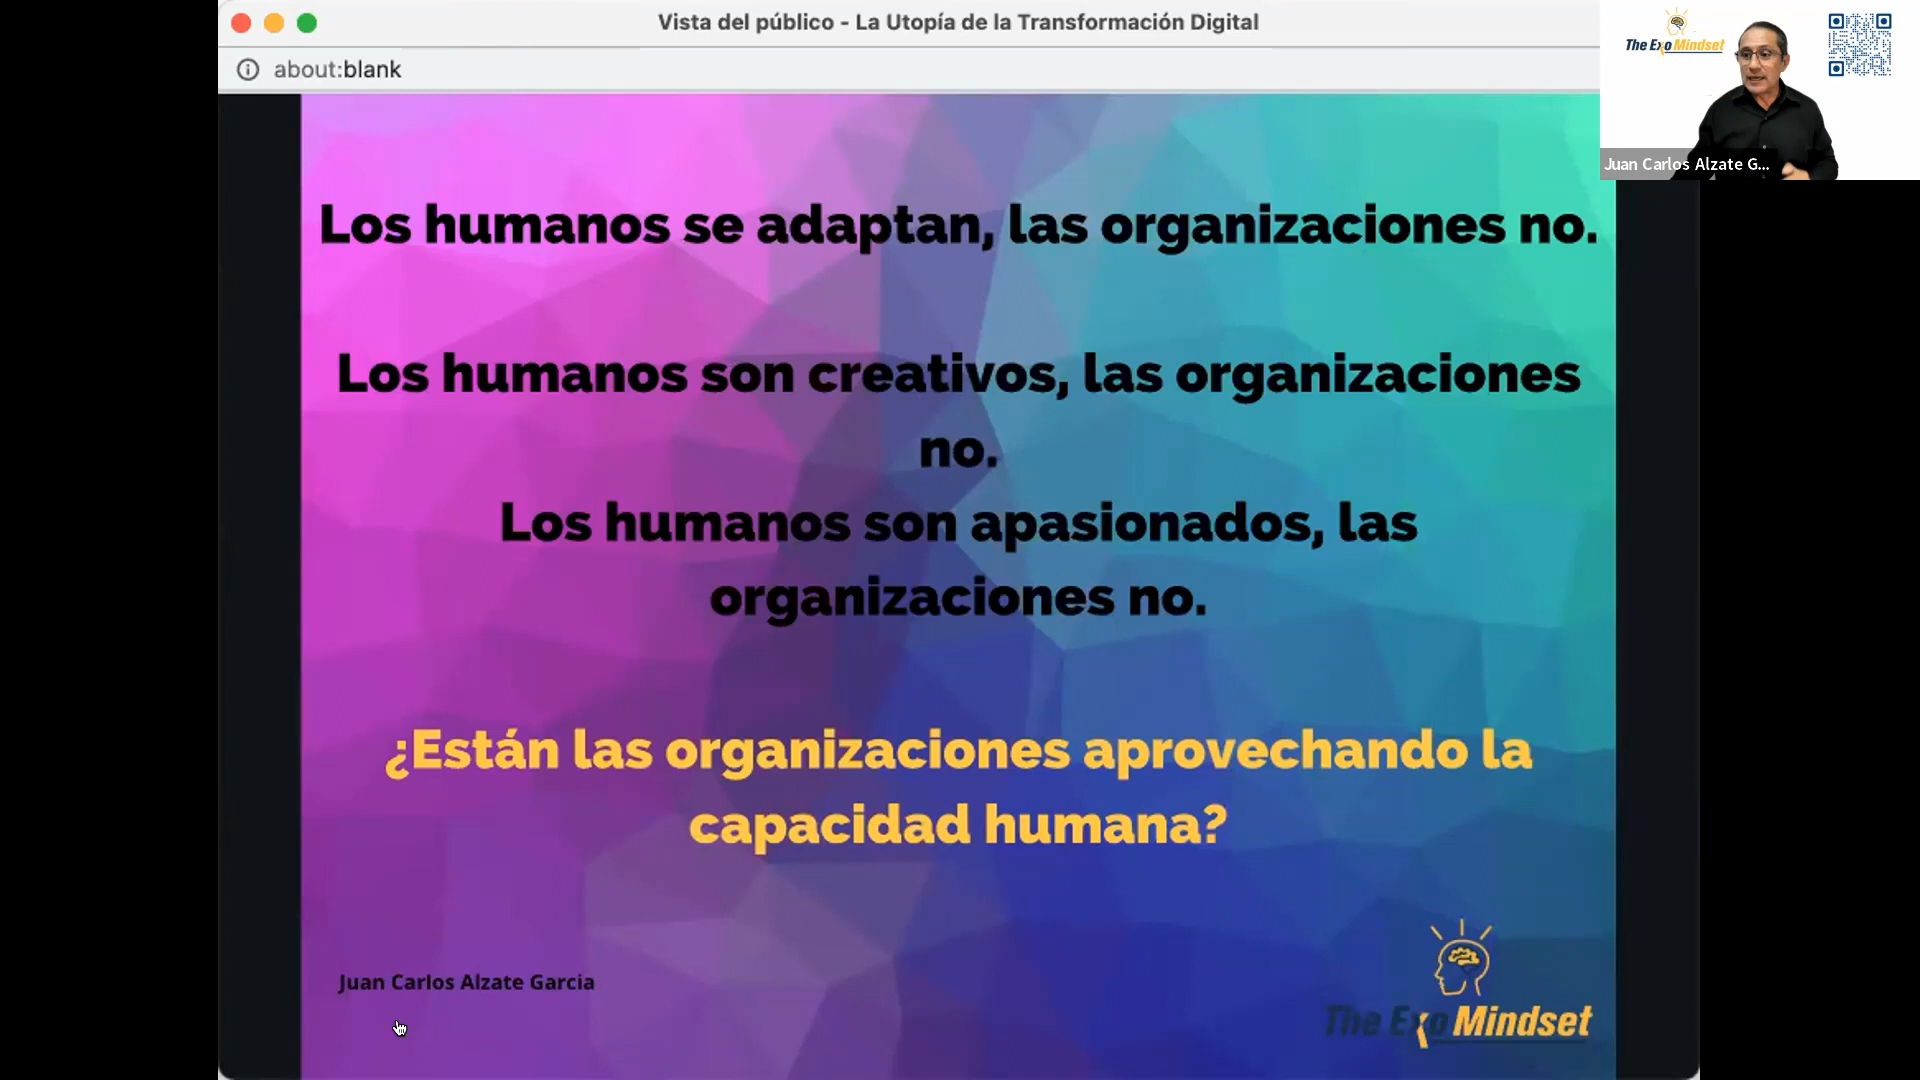 Vista del público - La Utopía de la Transformación Digital
about:blank
The Exo Mindset
Juan Carlos Alzate G...
Los humanos se adaptan, las organizaciones no.
Los humanos son creativos, las organizaciones
no.
Los humanos son apasionados, las
organizaciones no.
¿Están las organizaciones aprovechando la
capacidad humana?
Juan Carlos Alzate Garcia
The Exo Mindset